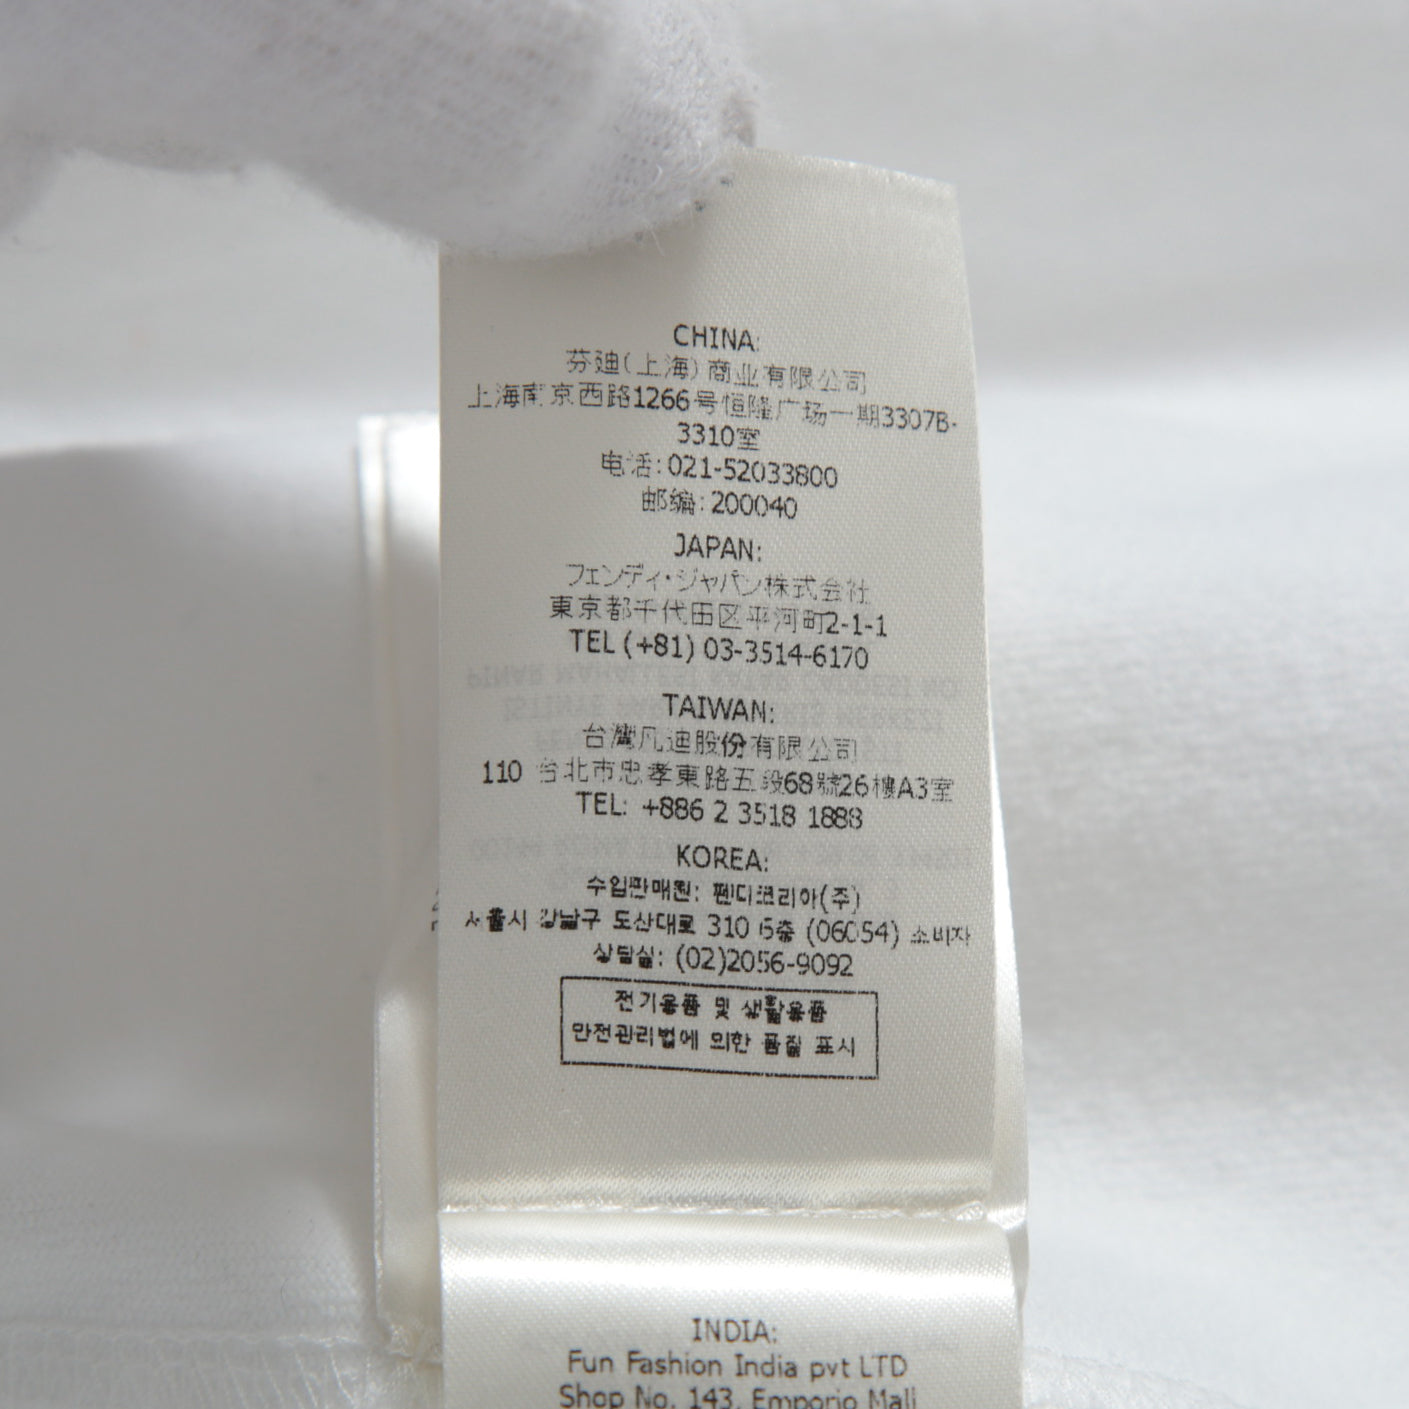 CHINA:
芬迪(上海)商业有限公司
上海南京西路1266号恒隆广场一期3307B-
3310室
电话:021-52033800
邮编:200040
JAPAN:
フェンディ・ジャパン株式会社
東京都千代田区平河町2-1-1
TEL (+81) 03-3514-6170
TAIWAN:
台灣凡迪股份有限公司
110 台北市忠孝東路五段68號26樓A3室
TEL: +886 2 3518 1888
KOREA:
수입판매원: 펜디코리아(주)
서울시 강남구 도산대로 310 6층 (06054) 소비자
상담실: (02)2056-9092
전기용품 및 생활용품
안전관리법에 의한 품질 표시
INDIA:
Fun Fashion India pvt LTD
Shop No. 143, Emporio Mall